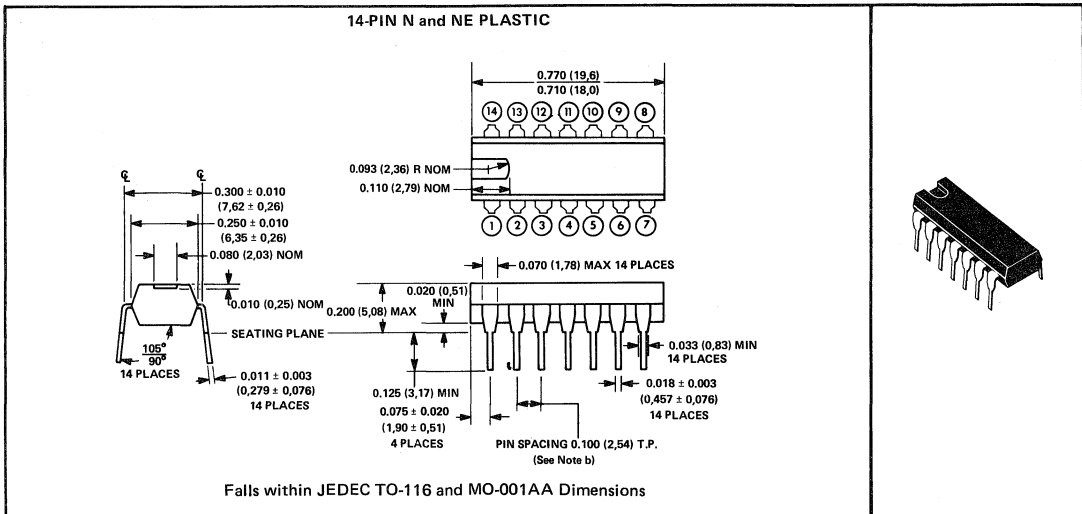 14-PIN N and NE PLASTIC
0.770 (19,6)
0.710 (18,0)
14 13 12 11 10 9 8
0.093 (2,36) R NOM
0.110 (2,79) NOM
1 2 3 4 5 6 7
℄ ℄
0.300 ± 0.010
(7,62 ± 0,26)
0.250 ± 0.010
(6,35 ± 0,26)
0.080 (2,03) NOM
0.010 (0,25) NOM
SEATING PLANE
105°
90°
14 PLACES
0.011 ± 0.003
(0,279 ± 0,076)
14 PLACES
0.070 (1,78) MAX 14 PLACES
0.020 (0,51)
MIN
0.200 (5,08) MAX
0.033 (0,83) MIN
14 PLACES
0.018 ± 0.003
(0,457 ± 0,076)
14 PLACES
0.125 (3,17) MIN
0.075 ± 0.020
(1,90 ± 0,51)
4 PLACES
PIN SPACING 0.100 (2,54) T.P.
(See Note b)
Falls within JEDEC TO-116 and MO-001AA Dimensions